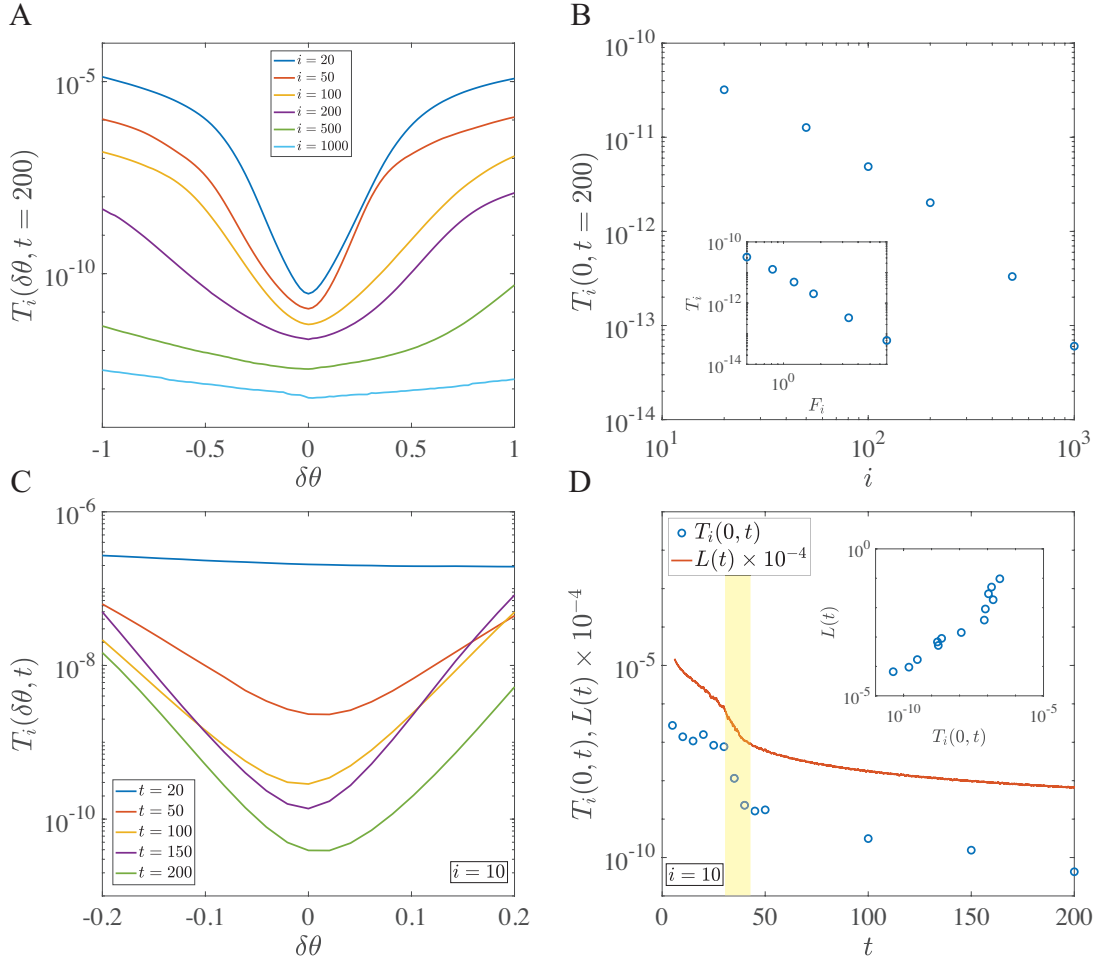 A
T_i(δθ, t = 200)
10^-5
10^-10
i = 20
i = 50
i = 100
i = 200
i = 500
i = 1000
-1 -0.5 0 0.5 1
δθ
B
T_i(0, t = 200)
10^-10
10^-11
10^-12
10^-13
10^-14
T_i
10^-10
10^-12
10^-14
10^0
F_i
10^1 10^2 10^3
i
C
T_i(δθ, t)
10^-6
10^-8
10^-10
t = 20
t = 50
t = 100
t = 150
t = 200
i = 10
-0.2 -0.1 0 0.1 0.2
δθ
D
T_i(0, t), L(t) × 10^-4
T_i(0, t)
L(t) × 10^-4
10^-5
10^-10
L(t)
10^0
10^-5
10^-10 10^-5
T_i(0, t)
i = 10
0 50 100 150 200
t